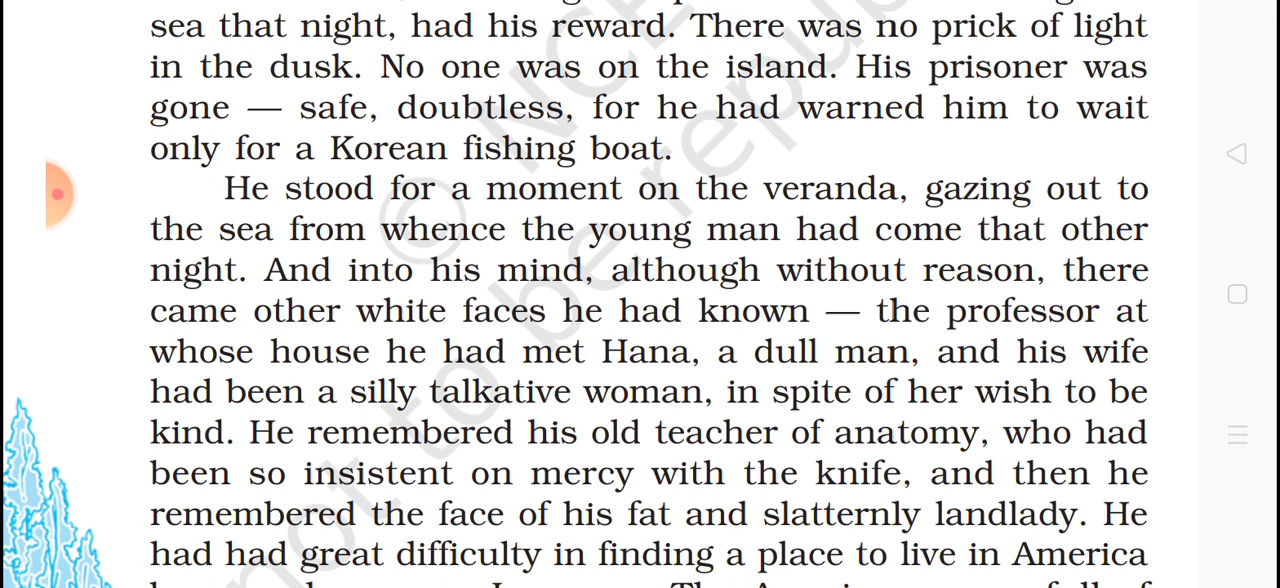 sea that night, had his reward. There was no prick of light
in the dusk. No one was on the island. His prisoner was
gone — safe, doubtless, for he had warned him to wait
only for a Korean fishing boat.
He stood for a moment on the veranda, gazing out to
the sea from whence the young man had come that other
night. And into his mind, although without reason, there
came other white faces he had known — the professor at
whose house he had met Hana, a dull man, and his wife
had been a silly talkative woman, in spite of her wish to be
kind. He remembered his old teacher of anatomy, who had
been so insistent on mercy with the knife, and then he
remembered the face of his fat and slatternly landlady. He
had had great difficulty in finding a place to live in America
© NCE
not to be repub